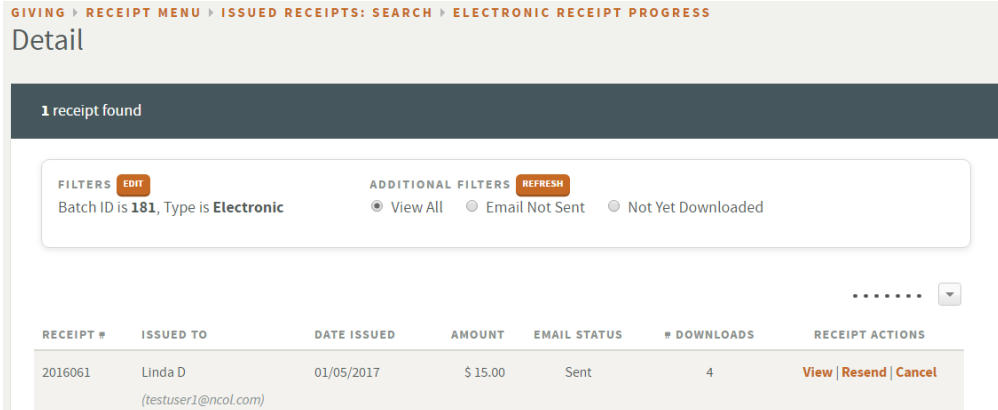 GIVING RECEIPT MENU ISSUED RECEIPTS: SEARCH ELECTRONIC RECEIPT PROGRESS
Detail
1 receipt found
FILTERS EDIT ADDITIONAL FILTERS REFRESH
Batch ID is 181, Type is Electronic View All Email Not Sent Not Yet Downloaded
RECEIPT # ISSUED TO DATE ISSUED AMOUNT EMAIL STATUS # DOWNLOADS RECEIPT ACTIONS
2016061 Linda D 01/05/2017 $ 15.00 Sent 4 View | Resend | Cancel
(testuser1@ncol.com)